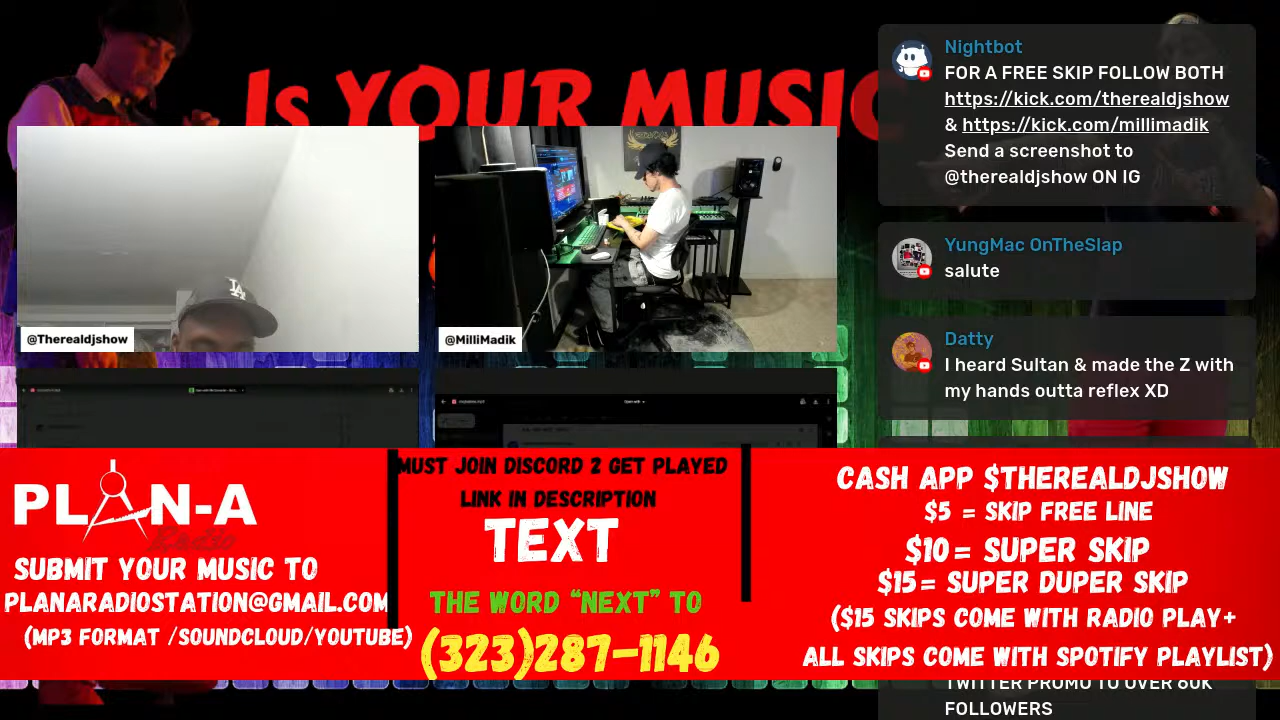 Is YOUR MUSIC
@Therealdjshow
@MilliMadik
Nightbot
FOR A FREE SKIP FOLLOW BOTH
https://kick.com/therealdjshow
& https://kick.com/millimadik
Send a screenshot to
@therealdjshow ON IG
YungMac OnTheSlap
salute
Datty
I heard Sultan & made the Z with
my hands outta reflex XD
PLAN-A
Radio
SUBMIT YOUR MUSIC TO
PLANARADIOSTATION@GMAIL.COM
(MP3 FORMAT /SOUNDCLOUD/YOUTUBE)
MUST JOIN DISCORD 2 GET PLAYED
LINK IN DESCRIPTION
TEXT
THE WORD “NEXT” TO
(323)287-1146
CASH APP $THEREALDJSHOW
$5 = SKIP FREE LINE
$10= SUPER SKIP
$15= SUPER DUPER SKIP
($15 SKIPS COME WITH RADIO PLAY+
ALL SKIPS COME WITH SPOTIFY PLAYLIST)
TWITTER PROMO TO OVER 60K
FOLLOWERS